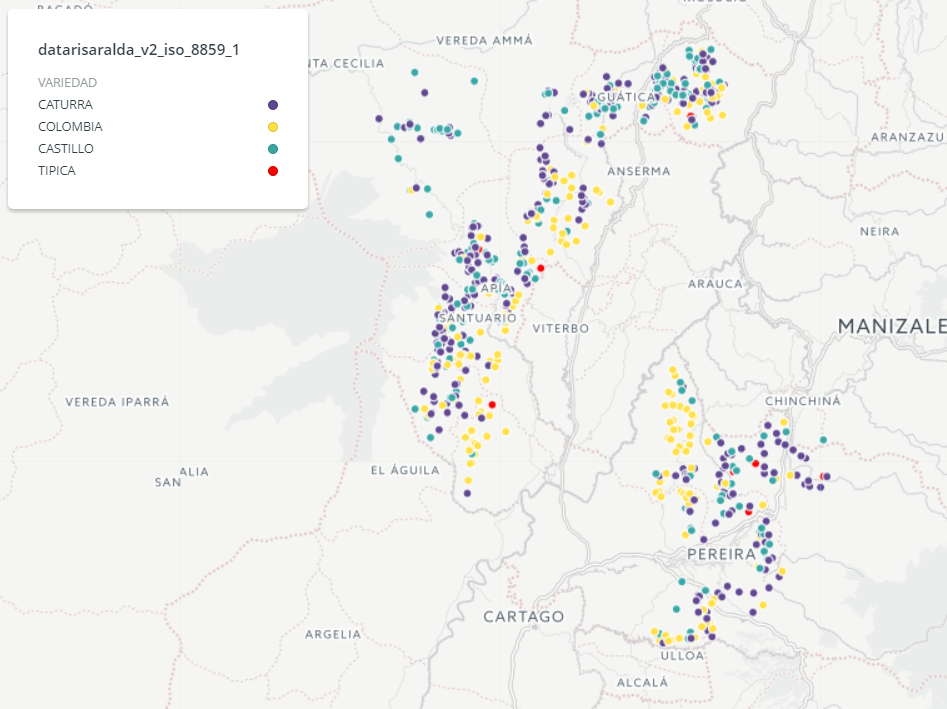 datarisaralda_v2_iso_8859_1
VARIEDAD
CATURRA
COLOMBIA
CASTILLO
TIPICA
VEREDA AMMÁ
NTA CECILIA
GUÁTICA
ARANZAZU
ANSERMA
NEIRA
ARAUCA
APÍA
SANTUARIO
VITERBO
MANIZALE
VEREDA IPARRÁ
CHINCHINÁ
EL ÁGUILA
ALIA
SAN
PEREIRA
CARTAGO
ARGELIA
ULLOA
ALCALÁ